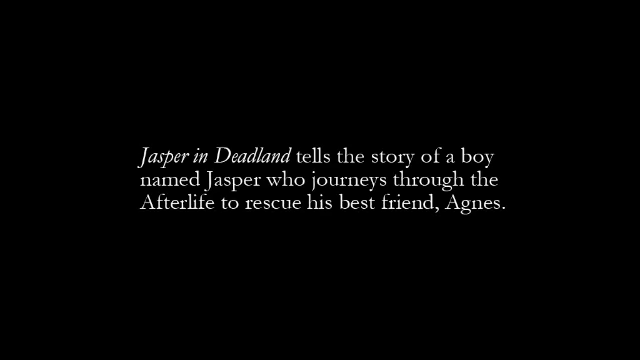 Jasper in Deadland tells the story of a boy
named Jasper who journeys through the
Afterlife to rescue his best friend, Agnes.